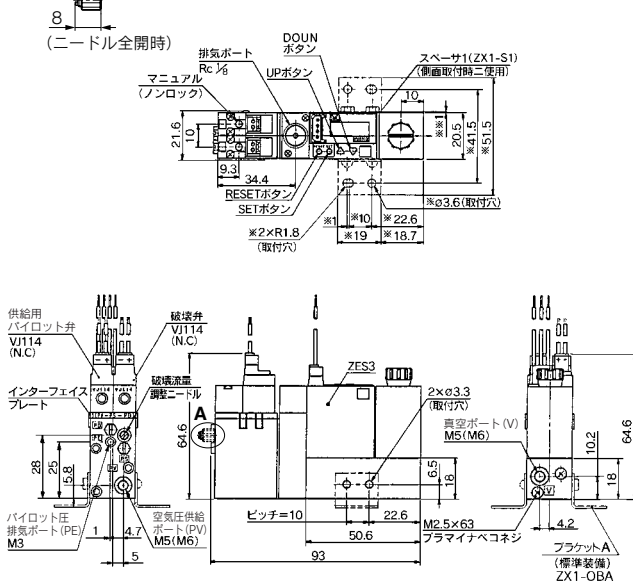 8
(ニードル全開時)
DOUN
ボタン
排気ポート
Rc 1/8
UPボタン
スペーサ1(ZX1-S1)
(側面取付時ニ使用)
マニュアル
(ノンロック)
10
21.6
10
9.3
34.4
※※1
20.5
※41.5
※51.5
RESETボタン
SETボタン
※ø3.6(取付穴)
※1
※10
※22.6
※2×R1.8
(取付穴)
※19
※18.7
供給用
パイロット弁
VJ114
(N.C)
破壊弁
VJ114
(N.C)
ZES3
インターフェイス
プレート
破壊流量
調整ニードル
2×ø3.3
(取付穴)
A
真空ポート(V)
M5(M6)
64.6
28
25
5.8
6.5
18
10.2
18
64.6
パイロット圧
排気ポート(PE)
M3
1
4.7
5
空気圧供給
ポート(PV)
M5(M6)
ピッチ=10
22.6
50.6
93
M2.5×63
プラマイナベコネジ
4.2
(V)
ブラケットA
(標準装備)
ZX1-OBA